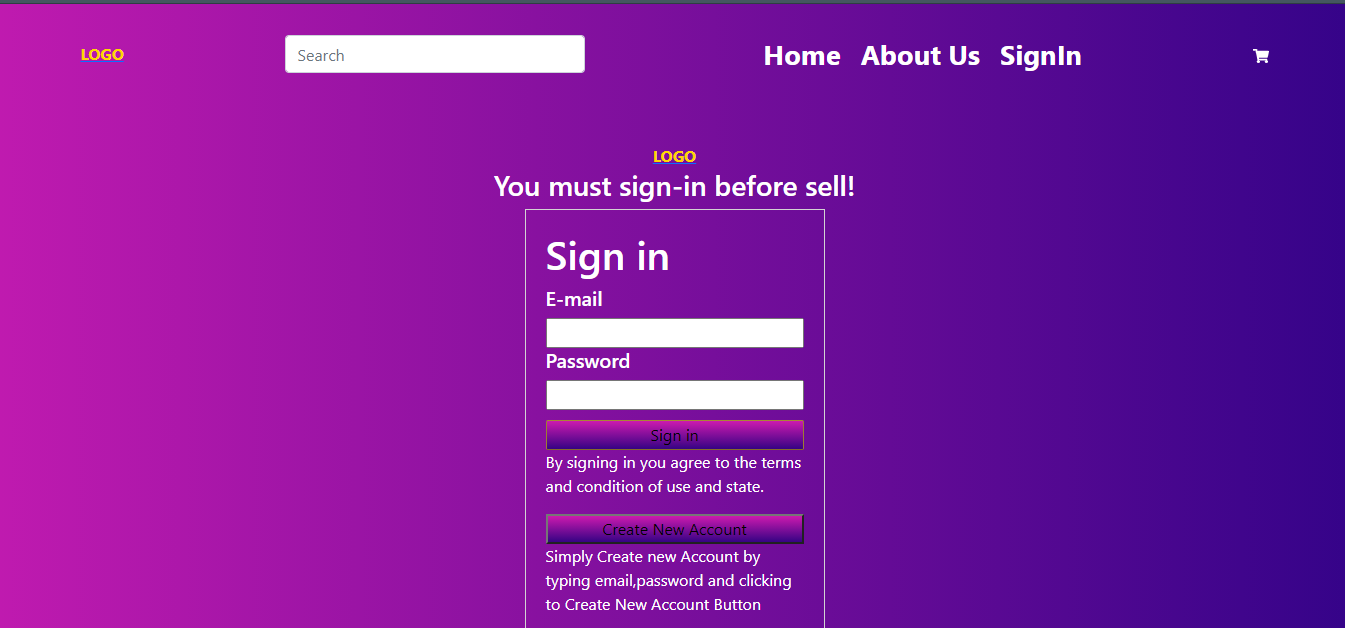 LOGO Search Home About Us SignIn
LOGO
You must sign-in before sell!
Sign in
E-mail
Password
Sign in
By signing in you agree to the terms
and condition of use and state.
Create New Account
Simply Create new Account by
typing email,password and clicking
to Create New Account Button